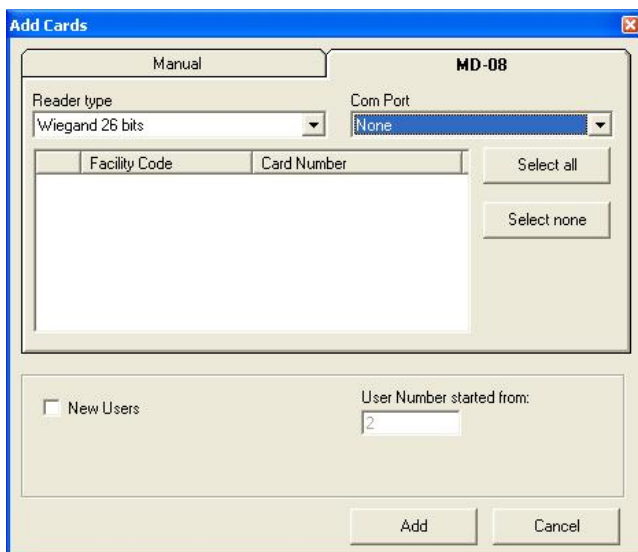 Add Cards
Manual MD-08
Reader type Com Port
Wiegand 26 bits None
Facility Code Card Number Select all
Select none
New Users User Number started from:
2
Add Cancel